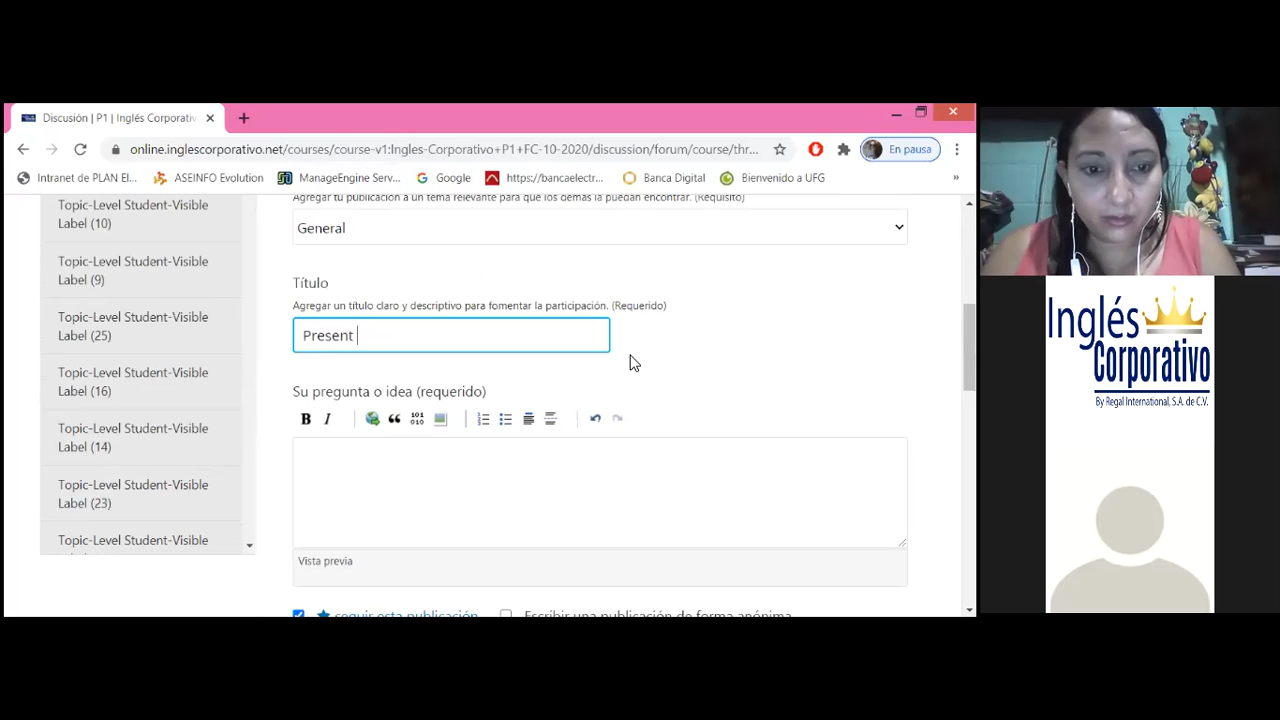 Discusión | P1 | Inglés Corporativ
online.inglescorporativo.net/courses/course-v1:Ingles-Corporativo+P1+FC-10-2020/discussion/forum/course/thr...
En pausa
Intranet de PLAN El...
ASEINFO Evolution
ManageEngine Serv...
Google
https://bancaelectr...
Banca Digital
Bienvenido a UFG
»
Topic-Level Student-Visible
Label (10)
Topic-Level Student-Visible
Label (9)
Topic-Level Student-Visible
Label (25)
Topic-Level Student-Visible
Label (16)
Topic-Level Student-Visible
Label (14)
Topic-Level Student-Visible
Label (23)
Topic-Level Student-Visible
Agregar tu publicación a un tema relevante para que los demás la puedan encontrar. (Requisito)
General
Título
Agregar un título claro y descriptivo para fomentar la participación. (Requerido)
Present
Su pregunta o idea (requerido)
B I
101
010
Vista previa
seguir esta publicación
Escribir una publicación de forma anónima
Inglés
Corporativo
By Regal International, S.A. de C.V.